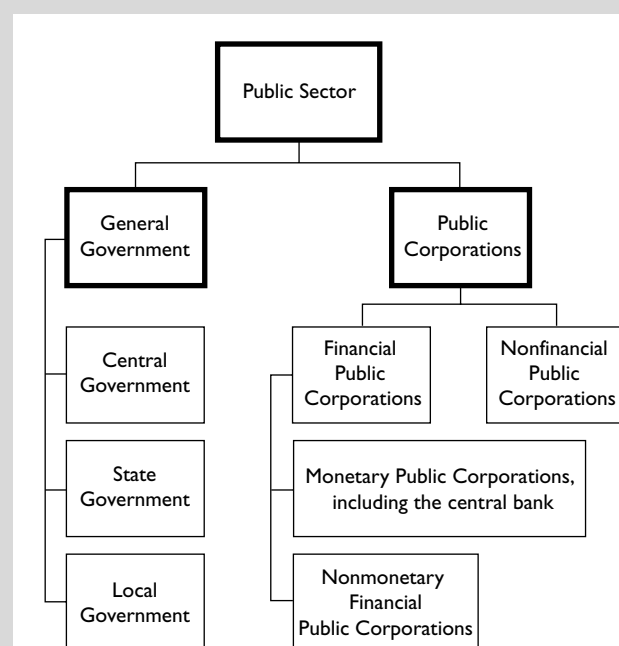 Public Sector
General
Government
Public
Corporations
Central
Government
Financial
Public
Corporations
Nonfinancial
Public
Corporations
State
Government
Monetary Public Corporations,
including the central bank
Local
Government
Nonmonetary
Financial
Public Corporations